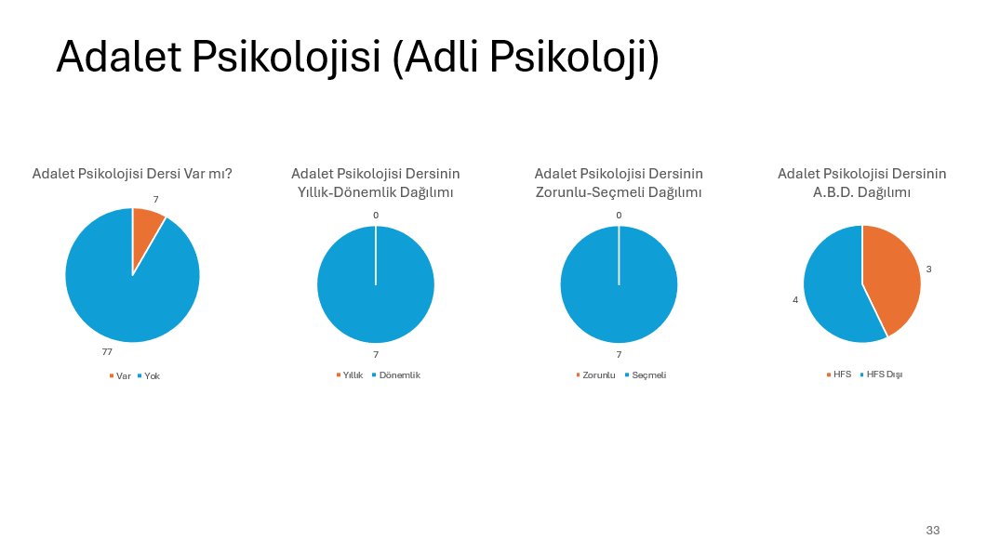 Adalet Psikolojisi (Adli Psikoloji)
Adalet Psikolojisi Dersi Var mı?
7
77
Var Yok
Adalet Psikolojisi Dersinin
Yıllık-Dönemlik Dağılımı
0
7
Yıllık Dönemlik
Adalet Psikolojisi Dersinin
Zorunlu-Seçmeli Dağılımı
0
7
Zorunlu Seçmeli
Adalet Psikolojisi Dersinin
A.B.D. Dağılımı
3
4
HFS HFS Dışı
33